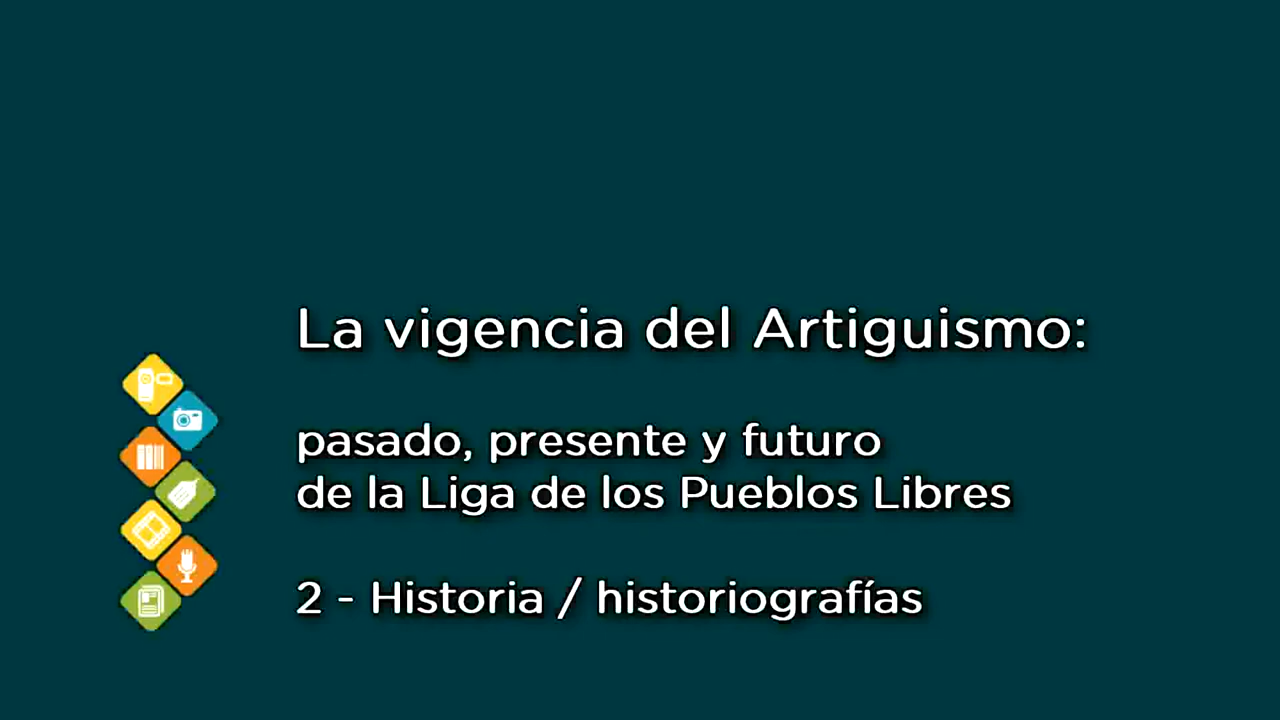 La vigencia del Artiguismo:
pasado, presente y futuro
de la Liga de los Pueblos Libres
2 - Historia / historiografías